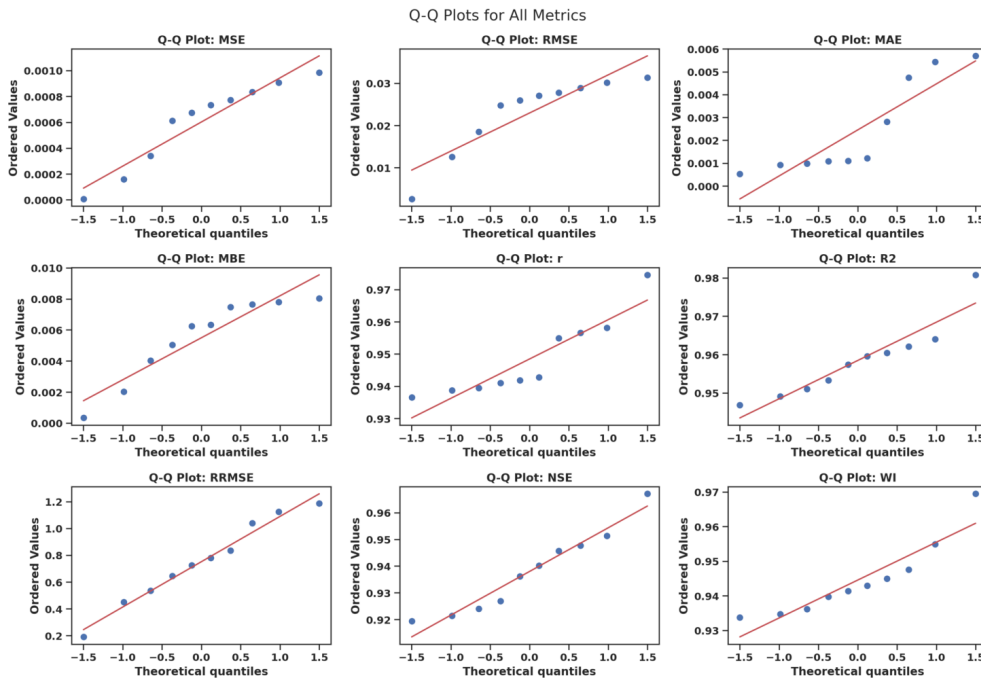 Q-Q Plots for All Metrics
Q-Q Plot: MSE
Ordered Values
0.0010
0.0008
0.0006
0.0004
0.0002
0.0000
−1.5 −1.0 −0.5 0.0 0.5 1.0 1.5
Theoretical quantiles
Q-Q Plot: RMSE
Ordered Values
0.03
0.02
0.01
−1.5 −1.0 −0.5 0.0 0.5 1.0 1.5
Theoretical quantiles
Q-Q Plot: MAE
Ordered Values
0.006
0.005
0.004
0.003
0.002
0.001
0.000
−1.5 −1.0 −0.5 0.0 0.5 1.0 1.5
Theoretical quantiles
Q-Q Plot: MBE
Ordered Values
0.010
0.008
0.006
0.004
0.002
0.000
−1.5 −1.0 −0.5 0.0 0.5 1.0 1.5
Theoretical quantiles
Q-Q Plot: r
Ordered Values
0.97
0.96
0.95
0.94
0.93
−1.5 −1.0 −0.5 0.0 0.5 1.0 1.5
Theoretical quantiles
Q-Q Plot: R2
Ordered Values
0.98
0.97
0.96
0.95
−1.5 −1.0 −0.5 0.0 0.5 1.0 1.5
Theoretical quantiles
Q-Q Plot: RRMSE
Ordered Values
1.2
1.0
0.8
0.6
0.4
0.2
−1.5 −1.0 −0.5 0.0 0.5 1.0 1.5
Theoretical quantiles
Q-Q Plot: NSE
Ordered Values
0.96
0.95
0.94
0.93
0.92
−1.5 −1.0 −0.5 0.0 0.5 1.0 1.5
Theoretical quantiles
Q-Q Plot: WI
Ordered Values
0.97
0.96
0.95
0.94
0.93
−1.5 −1.0 −0.5 0.0 0.5 1.0 1.5
Theoretical quantiles